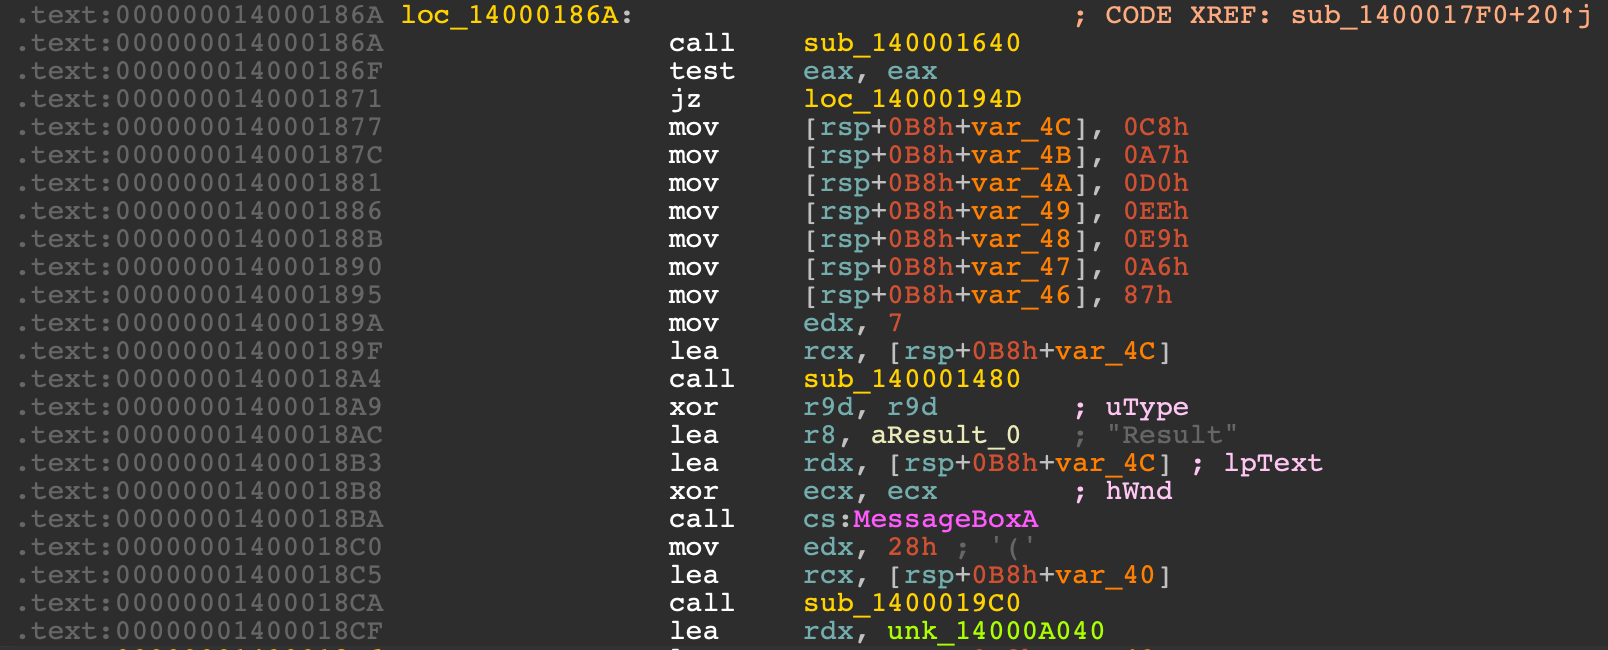 .text:000000014000186A loc_14000186A: ; CODE XREF: sub_1400017F0+20↑j
.text:000000014000186A call sub_140001640
.text:000000014000186F test eax, eax
.text:0000000140001871 jz loc_14000194D
.text:0000000140001877 mov [rsp+0B8h+var_4C], 0C8h
.text:000000014000187C mov [rsp+0B8h+var_4B], 0A7h
.text:0000000140001881 mov [rsp+0B8h+var_4A], 0D0h
.text:0000000140001886 mov [rsp+0B8h+var_49], 0EEh
.text:000000014000188B mov [rsp+0B8h+var_48], 0E9h
.text:0000000140001890 mov [rsp+0B8h+var_47], 0A6h
.text:0000000140001895 mov [rsp+0B8h+var_46], 87h
.text:000000014000189A mov edx, 7
.text:000000014000189F lea rcx, [rsp+0B8h+var_4C]
.text:00000001400018A4 call sub_140001480
.text:00000001400018A9 xor r9d, r9d ; uType
.text:00000001400018AC lea r8, aResult_0 ; "Result"
.text:00000001400018B3 lea rdx, [rsp+0B8h+var_4C] ; lpText
.text:00000001400018B8 xor ecx, ecx ; hWnd
.text:00000001400018BA call cs:MessageBoxA
.text:00000001400018C0 mov edx, 28h ; '('
.text:00000001400018C5 lea rcx, [rsp+0B8h+var_40]
.text:00000001400018CA call sub_1400019C0
.text:00000001400018CF lea rdx, unk_14000A040